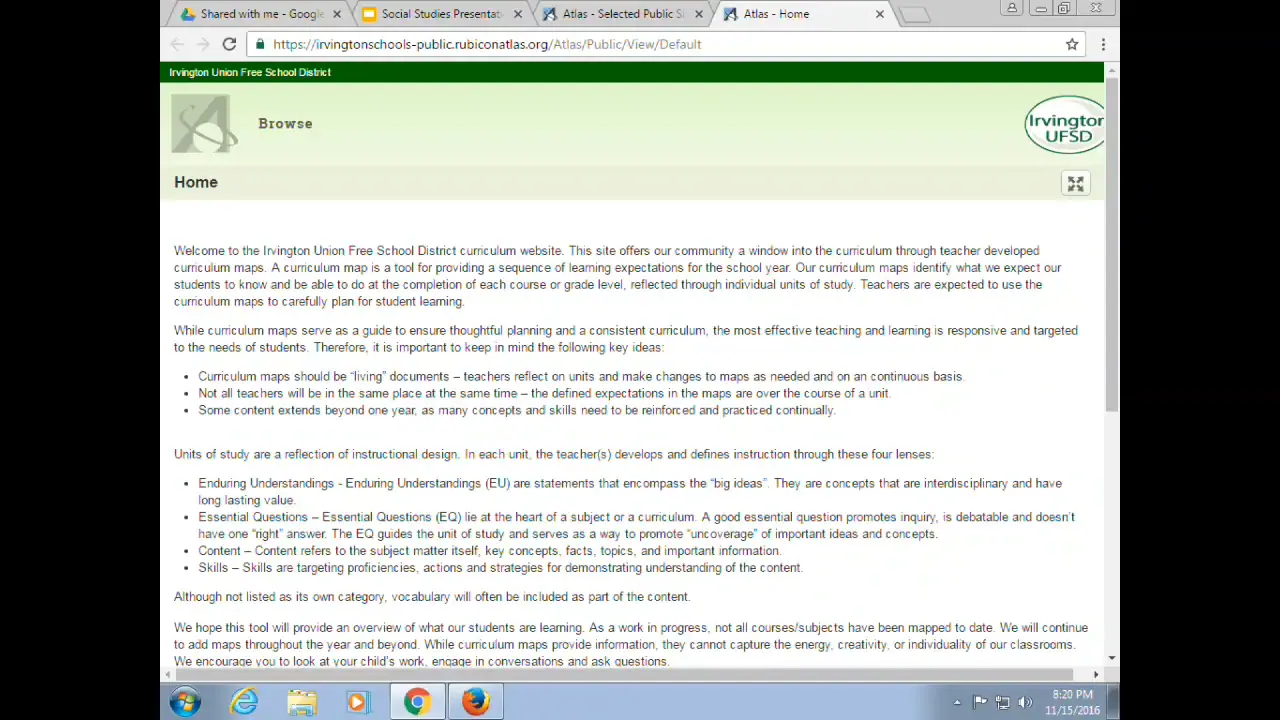 Shared with me - Google
Social Studies Presentat
Atlas - Selected Public S
Atlas - Home
https://irvingtonschools-public.rubiconatlas.org/Atlas/Public/View/Default
Irvington Union Free School District
Browse
Irvington
UFSD
Home
Welcome to the Irvington Union Free School District curriculum website. This site offers our community a window into the curriculum through teacher developed
curriculum maps. A curriculum map is a tool for providing a sequence of learning expectations for the school year. Our curriculum maps identify what we expect our
students to know and be able to do at the completion of each course or grade level, reflected through individual units of study. Teachers are expected to use the
curriculum maps to carefully plan for student learning.
While curriculum maps serve as a guide to ensure thoughtful planning and a consistent curriculum, the most effective teaching and learning is responsive and targeted
to the needs of students. Therefore, it is important to keep in mind the following key ideas:
• Curriculum maps should be “living” documents – teachers reflect on units and make changes to maps as needed and on an continuous basis.
• Not all teachers will be in the same place at the same time – the defined expectations in the maps are over the course of a unit.
• Some content extends beyond one year, as many concepts and skills need to be reinforced and practiced continually.
Units of study are a reflection of instructional design. In each unit, the teacher(s) develops and defines instruction through these four lenses:
• Enduring Understandings - Enduring Understandings (EU) are statements that encompass the “big ideas”. They are concepts that are interdisciplinary and have
long lasting value.
• Essential Questions – Essential Questions (EQ) lie at the heart of a subject or a curriculum. A good essential question promotes inquiry, is debatable and doesn’t
have one “right” answer. The EQ guides the unit of study and serves as a way to promote “uncoverage” of important ideas and concepts.
• Content – Content refers to the subject matter itself, key concepts, facts, topics, and important information.
• Skills – Skills are targeting proficiencies, actions and strategies for demonstrating understanding of the content.
Although not listed as its own category, vocabulary will often be included as part of the content.
We hope this tool will provide an overview of what our students are learning. As a work in progress, not all courses/subjects have been mapped to date. We will continue
to add maps throughout the year and beyond. While curriculum maps provide information, they cannot capture the energy, creativity, or individuality of our classrooms.
We encourage you to look at your child’s work, engage in conversations and ask questions.
8:20 PM
11/15/2016